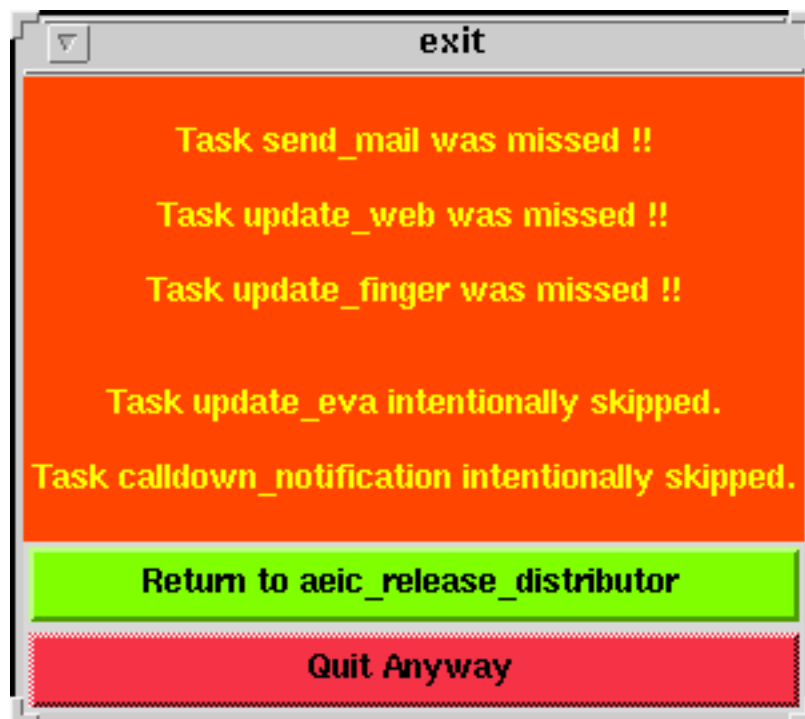 exit
Task send_mail was missed !!
Task update_web was missed !!
Task update_finger was missed !!
Task update_eva intentionally skipped.
Task calldown_notification intentionally skipped.
Return to aeic_release_distributor
Quit Anyway